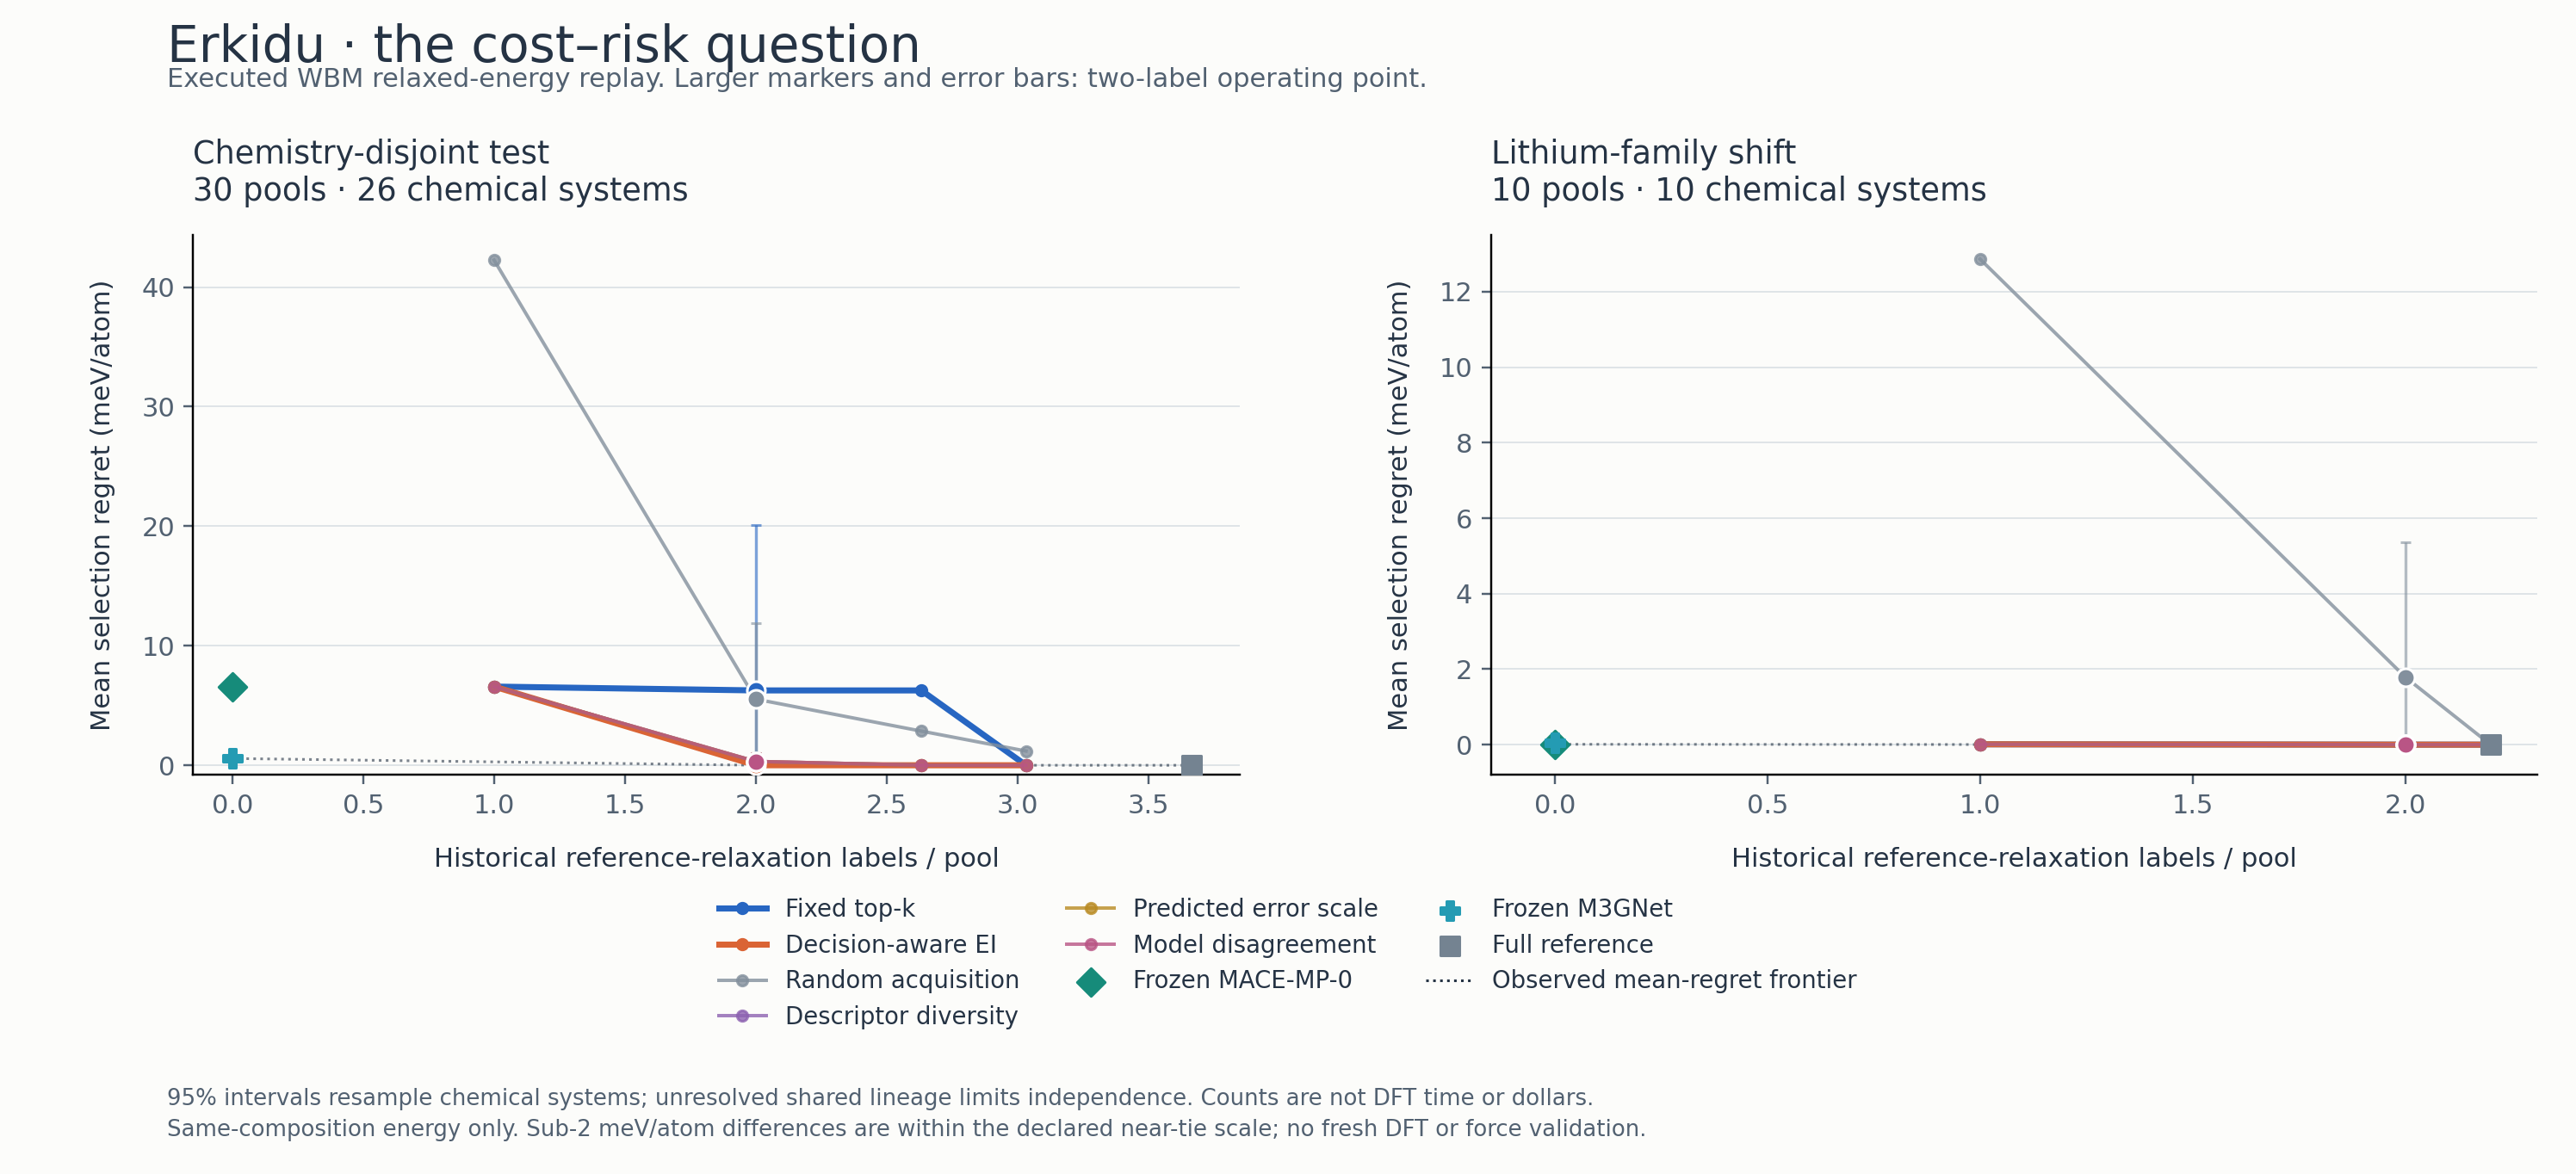 Erkidu · the cost–risk question
Executed WBM relaxed-energy replay. Larger markers and error bars: two-label operating point.
Chemistry-disjoint test
30 pools · 26 chemical systems
Mean selection regret (meV/atom)
40
30
20
10
0
0.0 0.5 1.0 1.5 2.0 2.5 3.0 3.5
Historical reference-relaxation labels / pool
Lithium-family shift
10 pools · 10 chemical systems
Mean selection regret (meV/atom)
12
10
8
6
4
2
0
0.0 0.5 1.0 1.5 2.0
Historical reference-relaxation labels / pool
Fixed top-k
Decision-aware EI
Random acquisition
Descriptor diversity
Predicted error scale
Model disagreement
Frozen MACE-MP-0
Frozen M3GNet
Full reference
Observed mean-regret frontier
95% intervals resample chemical systems; unresolved shared lineage limits independence. Counts are not DFT time or dollars.
Same-composition energy only. Sub-2 meV/atom differences are within the declared near-tie scale; no fresh DFT or force validation.